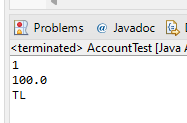 Problems @ Javadoc
<terminated> AccountTest [Java A
1
100.0
TL